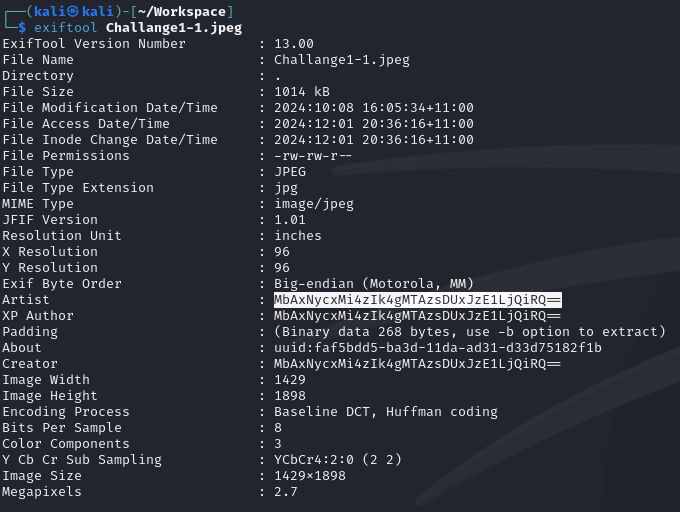 ┌──(kali㉿kali)-[~/Workspace]
└─$ exiftool Challange1-1.jpeg
ExifTool Version Number         : 13.00
File Name                       : Challange1-1.jpeg
Directory                       : .
File Size                       : 1014 kB
File Modification Date/Time     : 2024:10:08 16:05:34+11:00
File Access Date/Time           : 2024:12:01 20:36:16+11:00
File Inode Change Date/Time     : 2024:12:01 20:36:16+11:00
File Permissions                : -rw-rw-r--
File Type                       : JPEG
File Type Extension             : jpg
MIME Type                       : image/jpeg
JFIF Version                    : 1.01
Resolution Unit                 : inches
X Resolution                    : 96
Y Resolution                    : 96
Exif Byte Order                 : Big-endian (Motorola, MM)
Artist                          : MbAxNycxMi4zIk4gMTAzsDUxJzE1LjQiRQ==
XP Author                       : MbAxNycxMi4zIk4gMTAzsDUxJzE1LjQiRQ==
Padding                         : (Binary data 268 bytes, use -b option to extract)
About                           : uuid:faf5bdd5-ba3d-11da-ad31-d33d75182f1b
Creator                         : MbAxNycxMi4zIk4gMTAzsDUxJzE1LjQiRQ==
Image Width                     : 1429
Image Height                    : 1898
Encoding Process                : Baseline DCT, Huffman coding
Bits Per Sample                 : 8
Color Components                : 3
Y Cb Cr Sub Sampling            : YCbCr4:2:0 (2 2)
Image Size                      : 1429×1898
Megapixels                      : 2.7